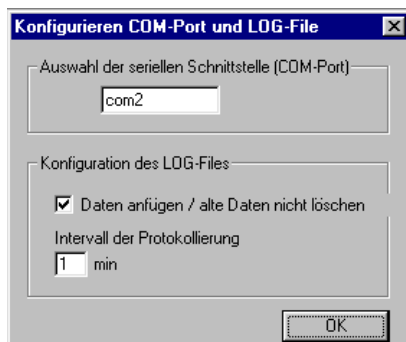 Konfigurieren COM-Port und LOG-File
Auswahl der seriellen Schnittstelle (COM-Port)
com2
Konfiguration des LOG-Files
Daten anfügen / alte Daten nicht löschen
Intervall der Protokollierung
1 min
OK